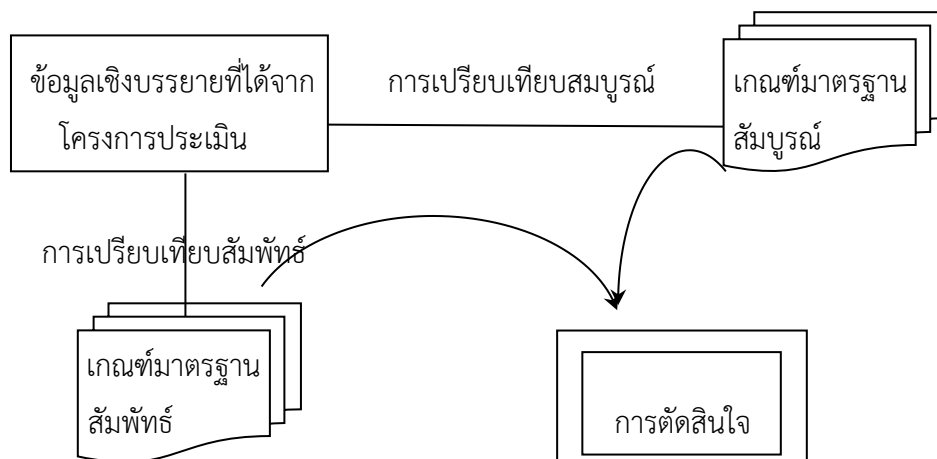 ข้อมูลเชิงบรรยายที่ได้จาก
โครงการประเมิน
การเปรียบเทียบสมบูรณ์
เกณฑ์มาตรฐาน
สัมบูรณ์
การเปรียบเทียบสัมพัทธ์
เกณฑ์มาตรฐาน
สัมพัทธ์
การตัดสินใจ